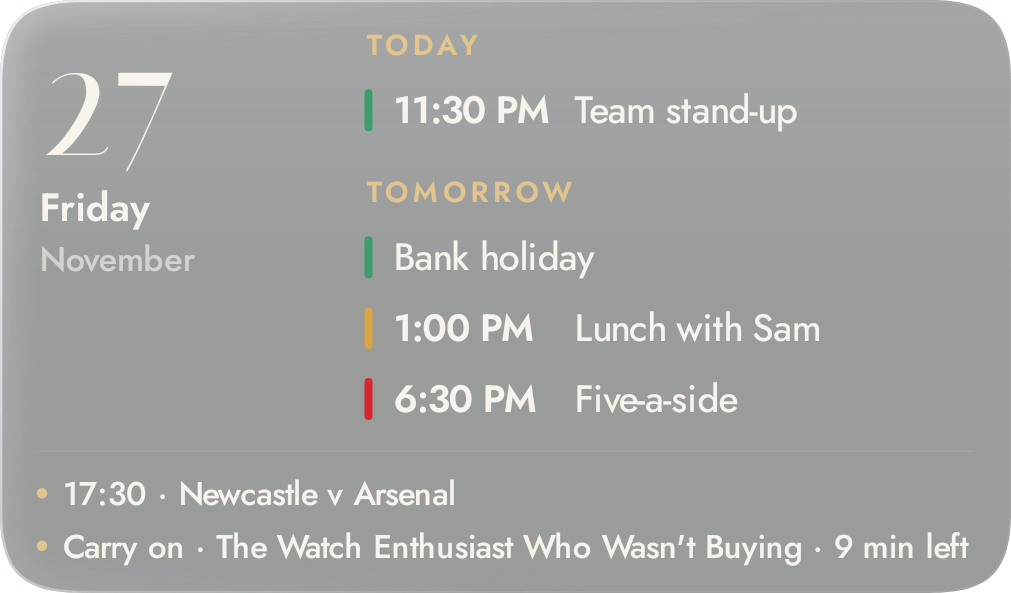 27
Friday
November
TODAY
11:30 PM Team stand-up
TOMORROW
Bank holiday
1:00 PM Lunch with Sam
6:30 PM Five-a-side
• 17:30 · Newcastle v Arsenal
• Carry on · The Watch Enthusiast Who Wasn't Buying · 9 min left